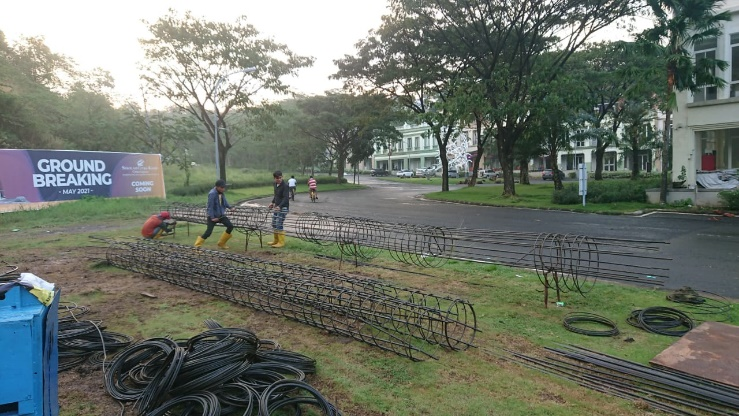 GROUND
BREAKING
- MAY 2021 -
COMING
SOON